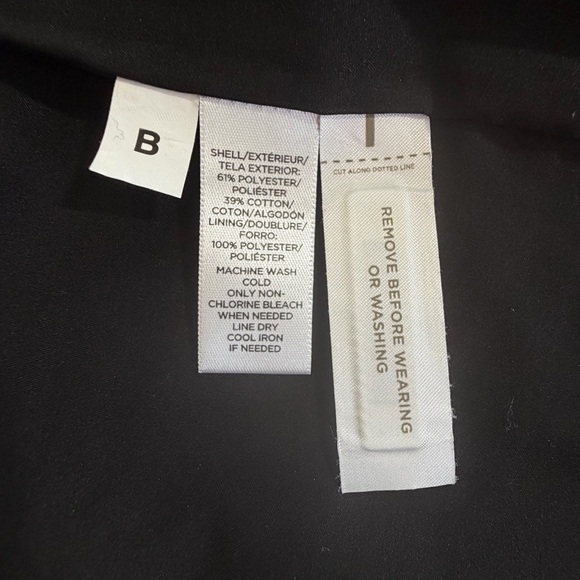 B
SHELL/EXTÉRIEUR/
TELA EXTERIOR:
61% POLYESTER/
POLIÉSTER
39% COTTON/
COTON/ALGODÓN
LINING/DOUBLURE/
FORRO:
100% POLYESTER/
POLIÉSTER
MACHINE WASH
COLD
ONLY NON-
CHLORINE BLEACH
WHEN NEEDED
LINE DRY
COOL IRON
IF NEEDED
CUT ALONG DOTTED LINE
REMOVE BEFORE WEARING
OR WASHING